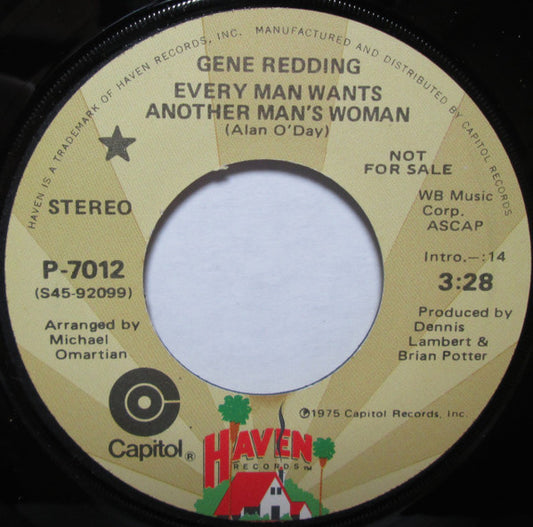 HAVEN IS A TRADEMARK OF HAVEN RECORDS, INC. MANUFACTURED AND DISTRIBUTED BY CAPITOL RECORDS, INC.
GENE REDDING
EVERY MAN WANTS
ANOTHER MAN'S WOMAN
(Alan O'Day)
STEREO
P-7012
(S45-92099)
Arranged by
Michael
Omartian
NOT
FOR SALE
WB Music
Corp.
ASCAP
Intro.-:14
3:28
Produced by
Dennis
Lambert &
Brian Potter
℗1975 Capitol Records, Inc.
Capitol®
HAVEN
RECORDS™